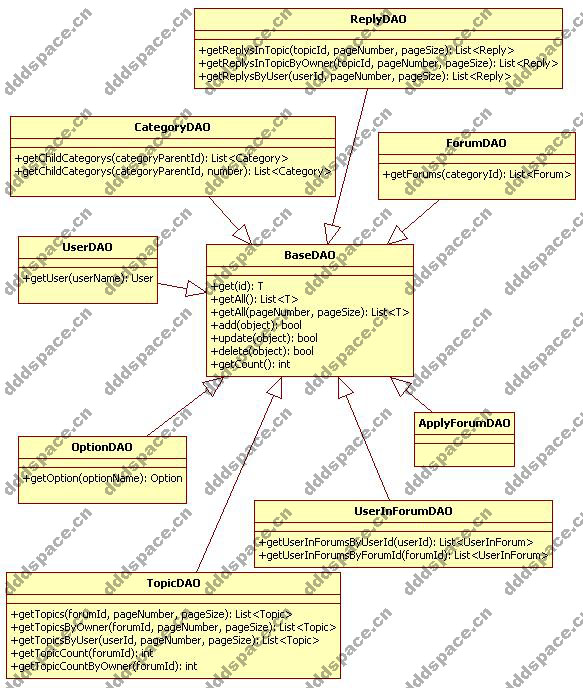 ReplyDAO
+getReplysInTopic(topicId, pageNumber, pageSize): List<Reply>
+getReplysInTopicByOwner(topicId, pageNumber, pageSize): List<Reply>
+getReplysByUser(userId, pageNumber, pageSize): List<Reply>
CategoryDAO
+getChildCategorys(categoryParentId): List<Category>
+getChildCategorys(categoryParentId, number): List<Category>
ForumDAO
+getForums(categoryId): List<Forum>
UserDAO
+getUser(userName): User
BaseDAO
+get(id): T
+getAll(): List<T>
+getAll(pageNumber, pageSize): List<T>
+add(object): bool
+update(object): bool
+delete(object): bool
+getCount(): int
ApplyForumDAO
OptionDAO
+getOption(optionName): Option
UserInForumDAO
+getUserInForumsByUserId(userId): List<UserInForum>
+getUserInForumsByForumId(forumId): List<UserInForum>
TopicDAO
+getTopics(forumId, pageNumber, pageSize): List<Topic>
+getTopicsByOwner(forumId, pageNumber, pageSize): List<Topic>
+getTopicsByUser(userId, pageNumber, pageSize): List<Topic>
+getTopicCount(forumId): int
+getTopicCountByOwner(forumId): int
dddspace.cn